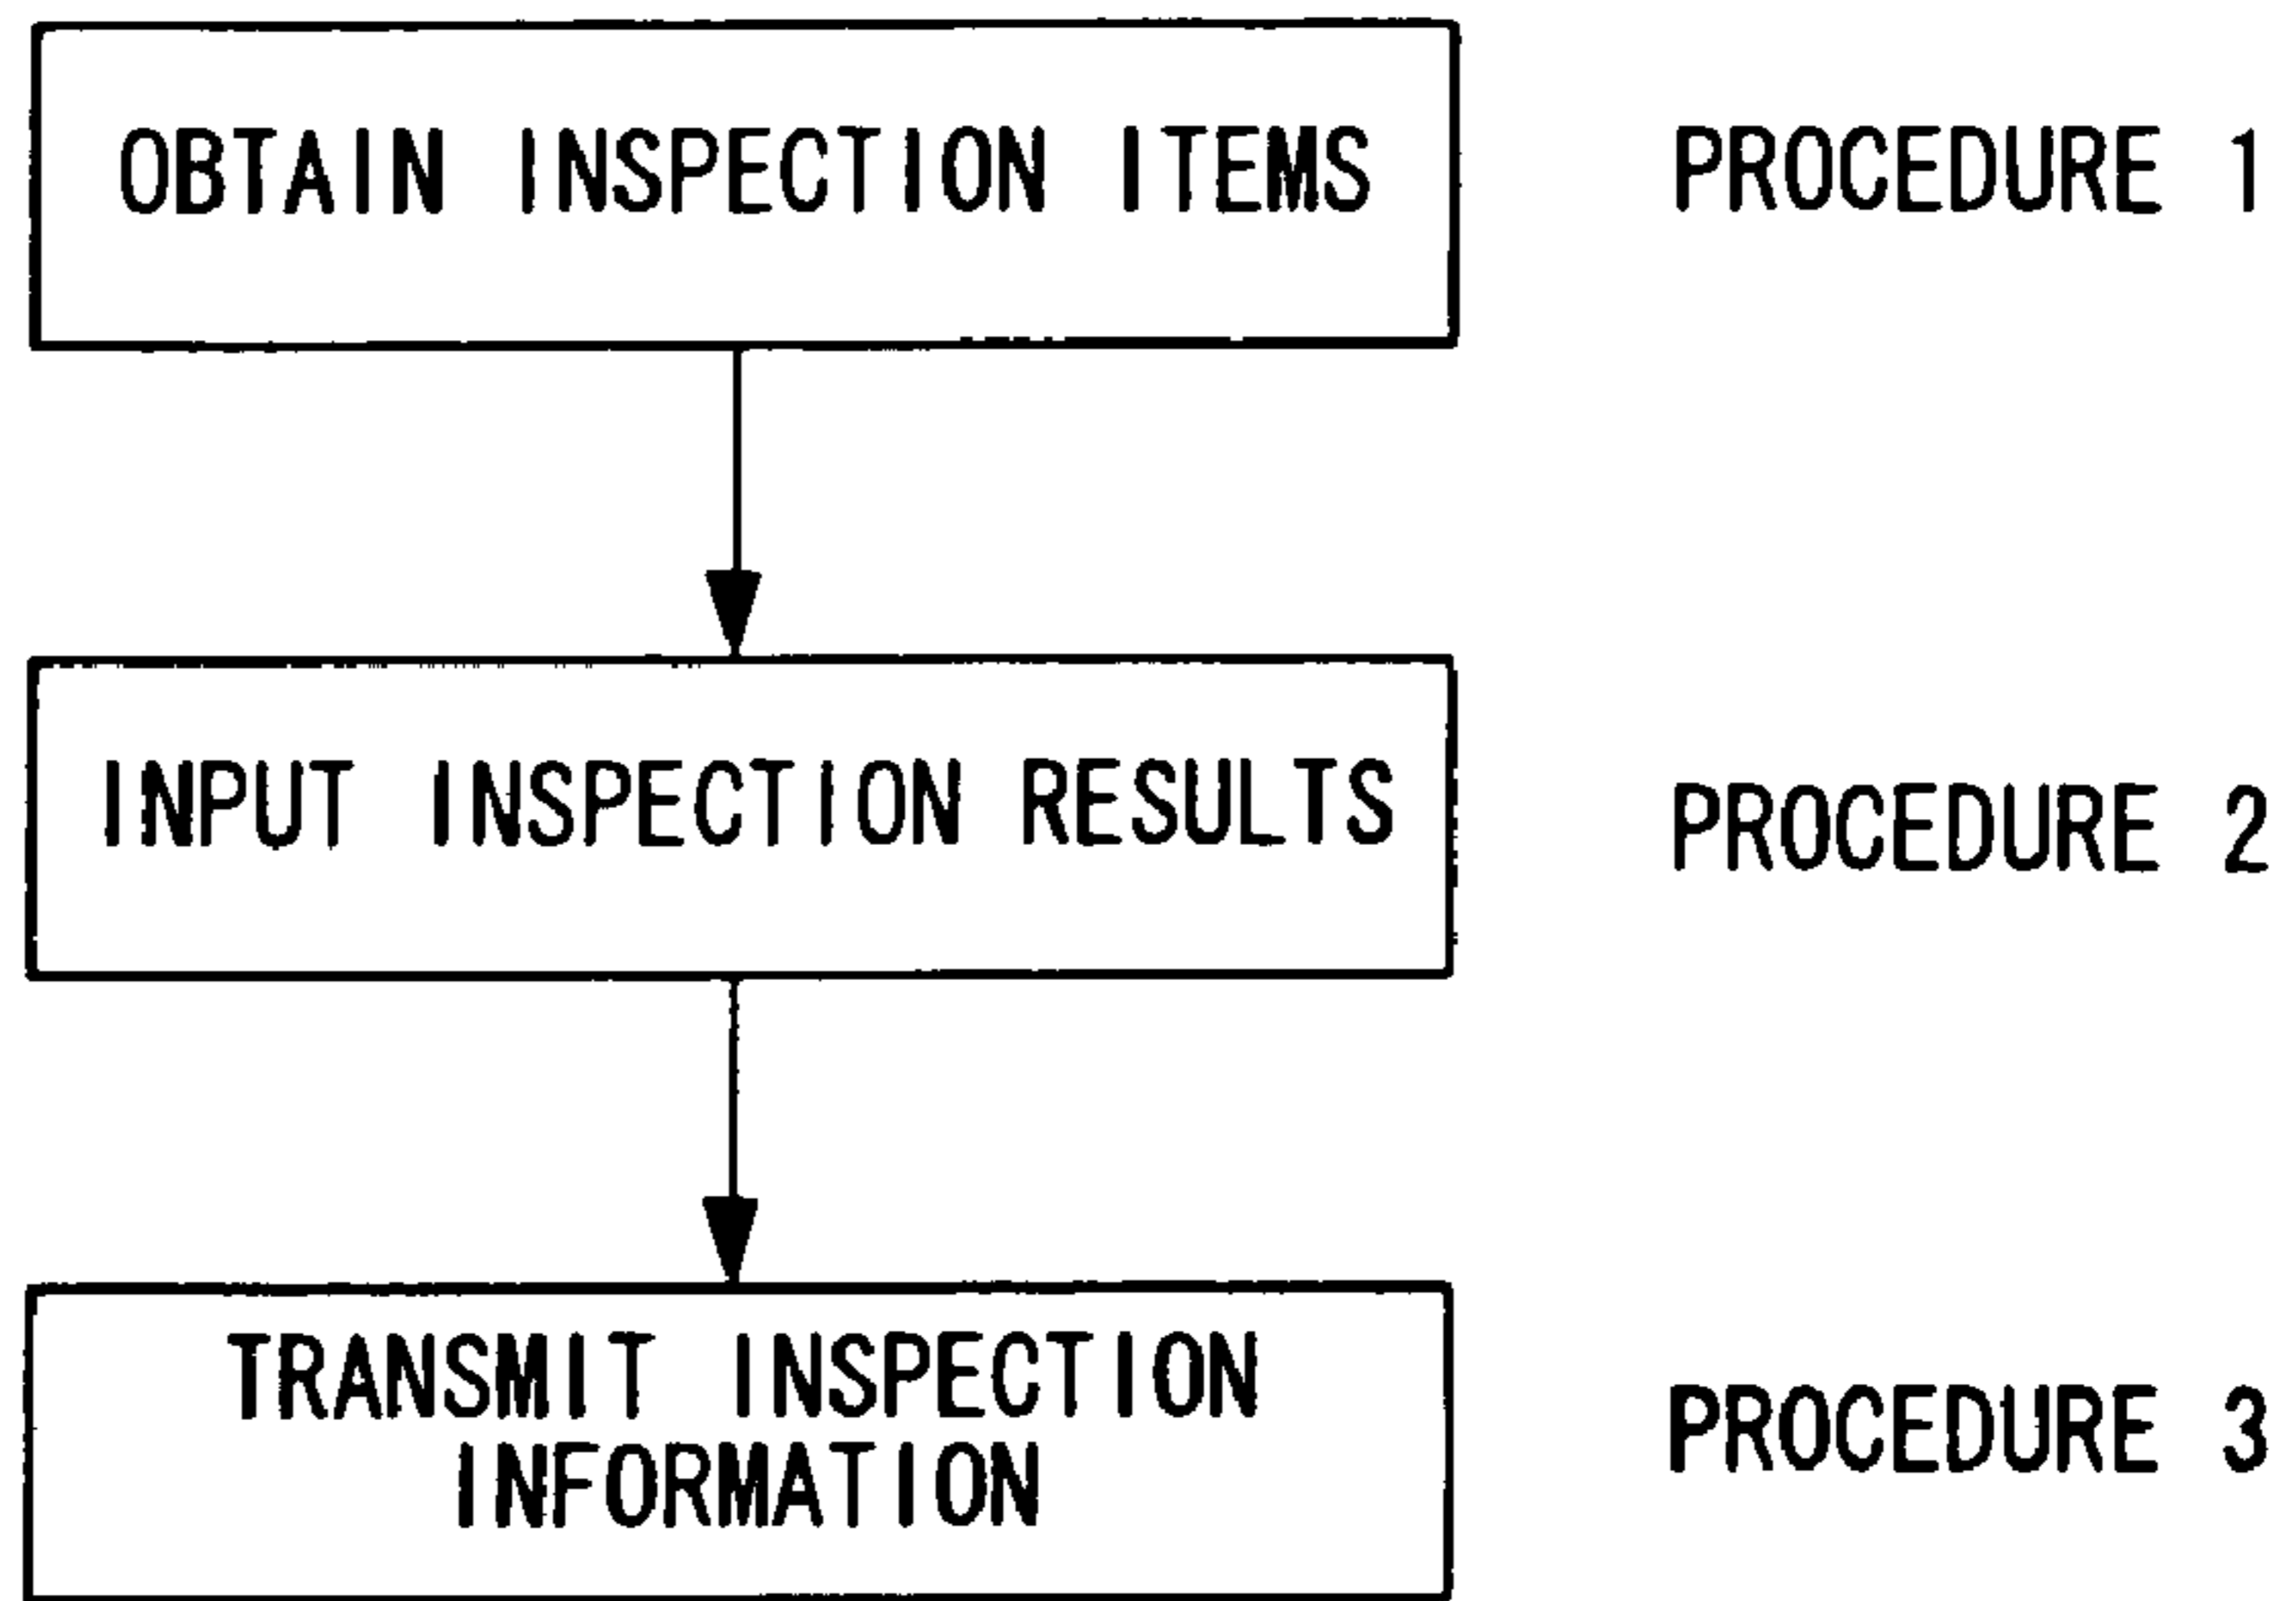 OBTAIN INSPECTION ITEMS
PROCEDURE 1
INPUT INSPECTION RESULTS
PROCEDURE 2
TRANSMIT INSPECTION
INFORMATION
PROCEDURE 3